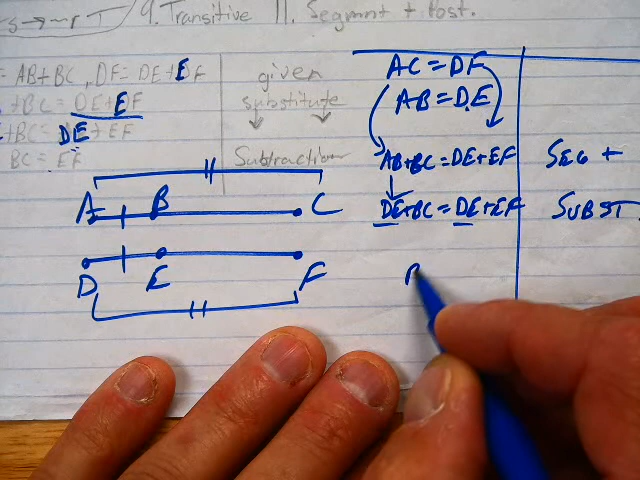 9. Transitive 11. Segment + Post.
= AB+BC, DF = DE+EF given
+BC = DE+EF substitute
+BC = DE+EF
BC = EF Subtraction
AC = DF
AB = DE
AB+BC = DE+EF SEG +
DE+BC = DE+EF SUBST
A B C
D E F